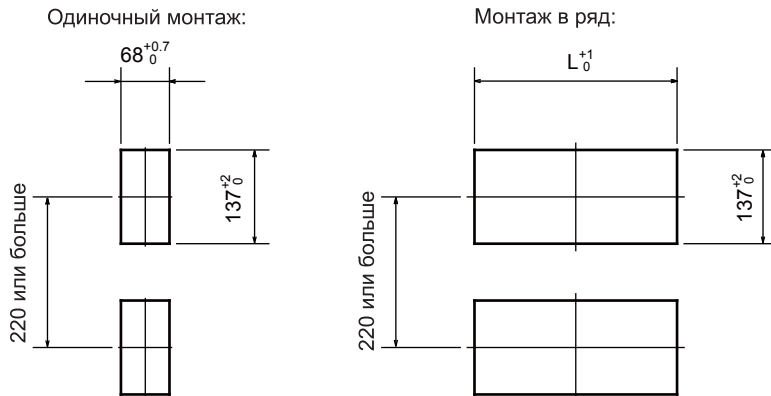 Одиночный монтаж:
68 +0.7 0
137 +2 0
220 или больше
Монтаж в ряд:
L +1 0
137 +2 0
220 или больше